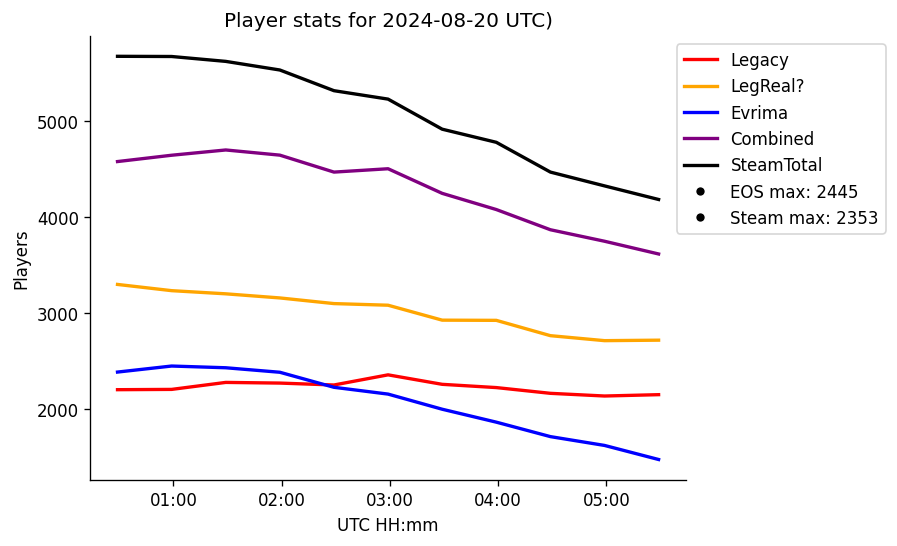 Player stats for 2024-08-20 UTC)
Legacy
LegReal?
Evrima
Combined
SteamTotal
EOS max: 2445
Steam max: 2353
Players
5000
4000
3000
2000
01:00
02:00
03:00
04:00
05:00
UTC HH:mm